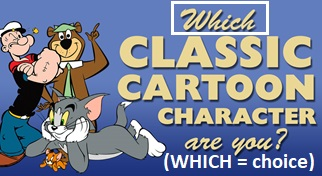 Which
CLASSIC
CARTOON
CHARACTER
are you?
(WHICH = choice)